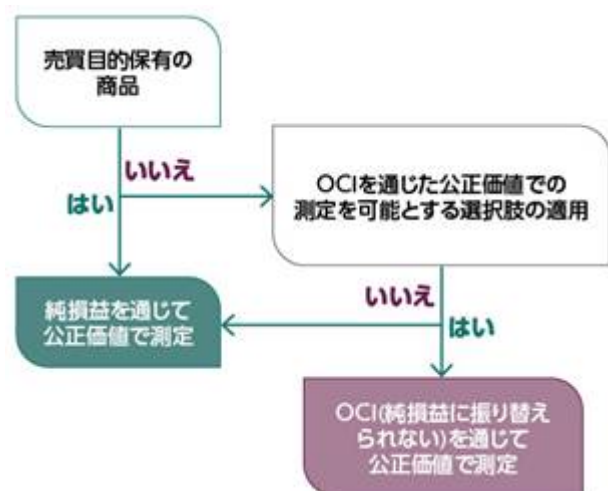 売買目的保有の
商品
いいえ
はい
OCIを通じた公正価値での
測定を可能とする選択肢の適用
純損益を通じて
公正価値で測定
いいえ
はい
OCI(純損益に振り替え
られない)を通じて
公正価値で測定